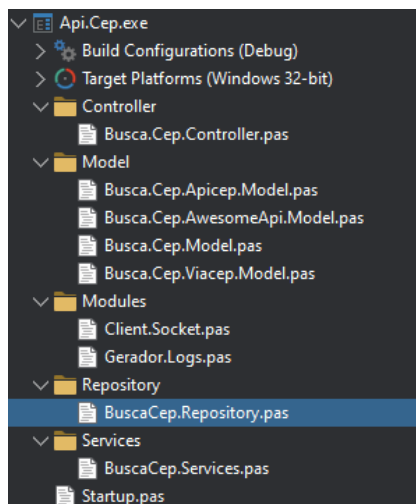 Api.Cep.exe
Build Configurations (Debug)
Target Platforms (Windows 32-bit)
Controller
Busca.Cep.Controller.pas
Model
Busca.Cep.Apicep.Model.pas
Busca.Cep.AwesomeApi.Model.pas
Busca.Cep.Model.pas
Busca.Cep.Viacep.Model.pas
Modules
Client.Socket.pas
Gerador.Logs.pas
Repository
BuscaCep.Repository.pas
Services
BuscaCep.Services.pas
Startup.pas